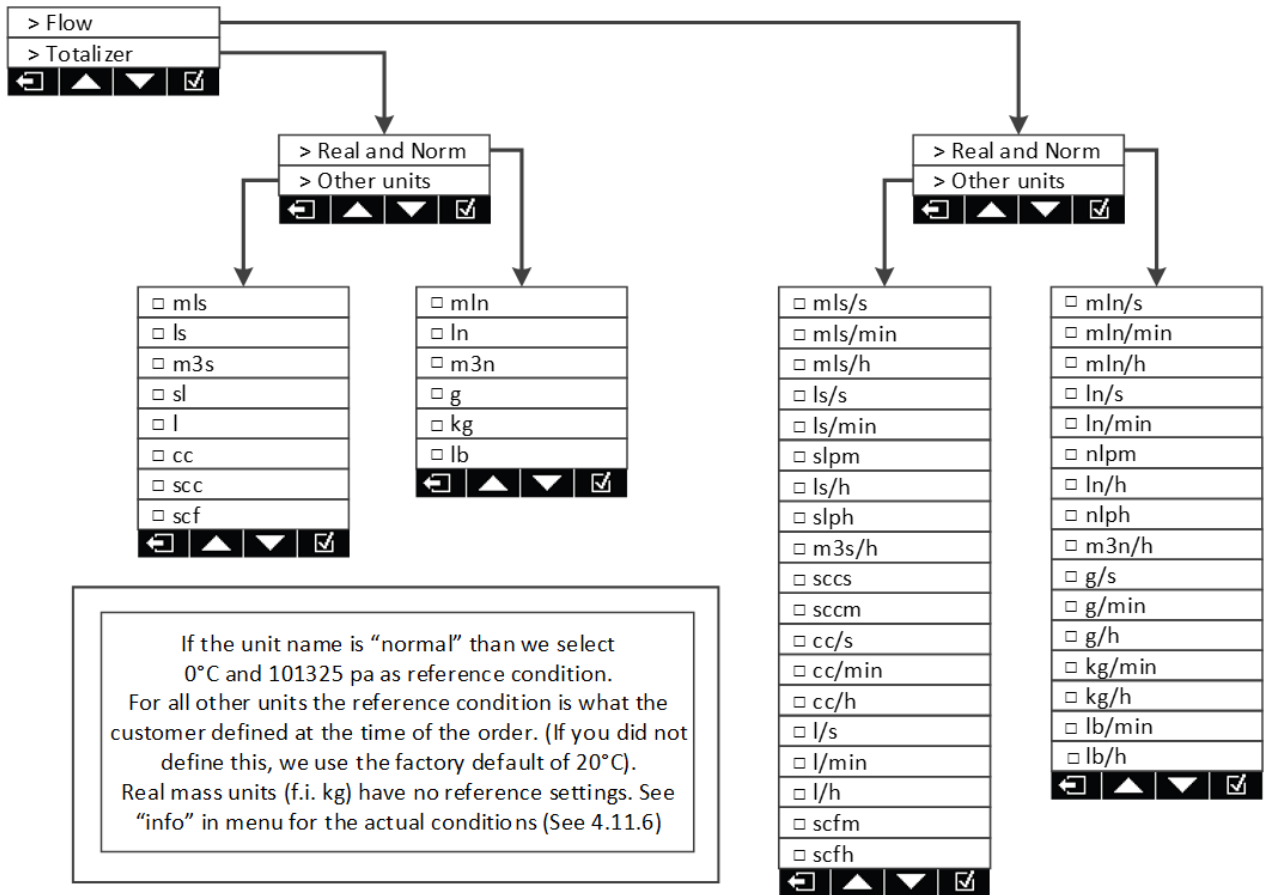 > Flow
> Totalizer
> Real and Norm
> Other units
> Real and Norm
> Other units
□ mls
□ ls
□ m3s
□ sl
□ l
□ cc
□ scc
□ scf
□ mln
□ ln
□ m3n
□ g
□ kg
□ lb
□ mls/s
□ mls/min
□ mls/h
□ ls/s
□ ls/min
□ slpm
□ ls/h
□ slph
□ m3s/h
□ sccs
□ sccm
□ cc/s
□ cc/min
□ cc/h
□ l/s
□ l/min
□ l/h
□ scfm
□ scfh
□ mln/s
□ mln/min
□ mln/h
□ ln/s
□ ln/min
□ nlpm
□ ln/h
□ nlph
□ m3n/h
□ g/s
□ g/min
□ g/h
□ kg/min
□ kg/h
□ lb/min
□ lb/h
If the unit name is “normal” than we select
0°C and 101325 pa as reference condition.
For all other units the reference condition is what the
customer defined at the time of the order. (If you did not
define this, we use the factory default of 20°C).
Real mass units (f.i. kg) have no reference settings. See
“info” in menu for the actual conditions (See 4.11.6)